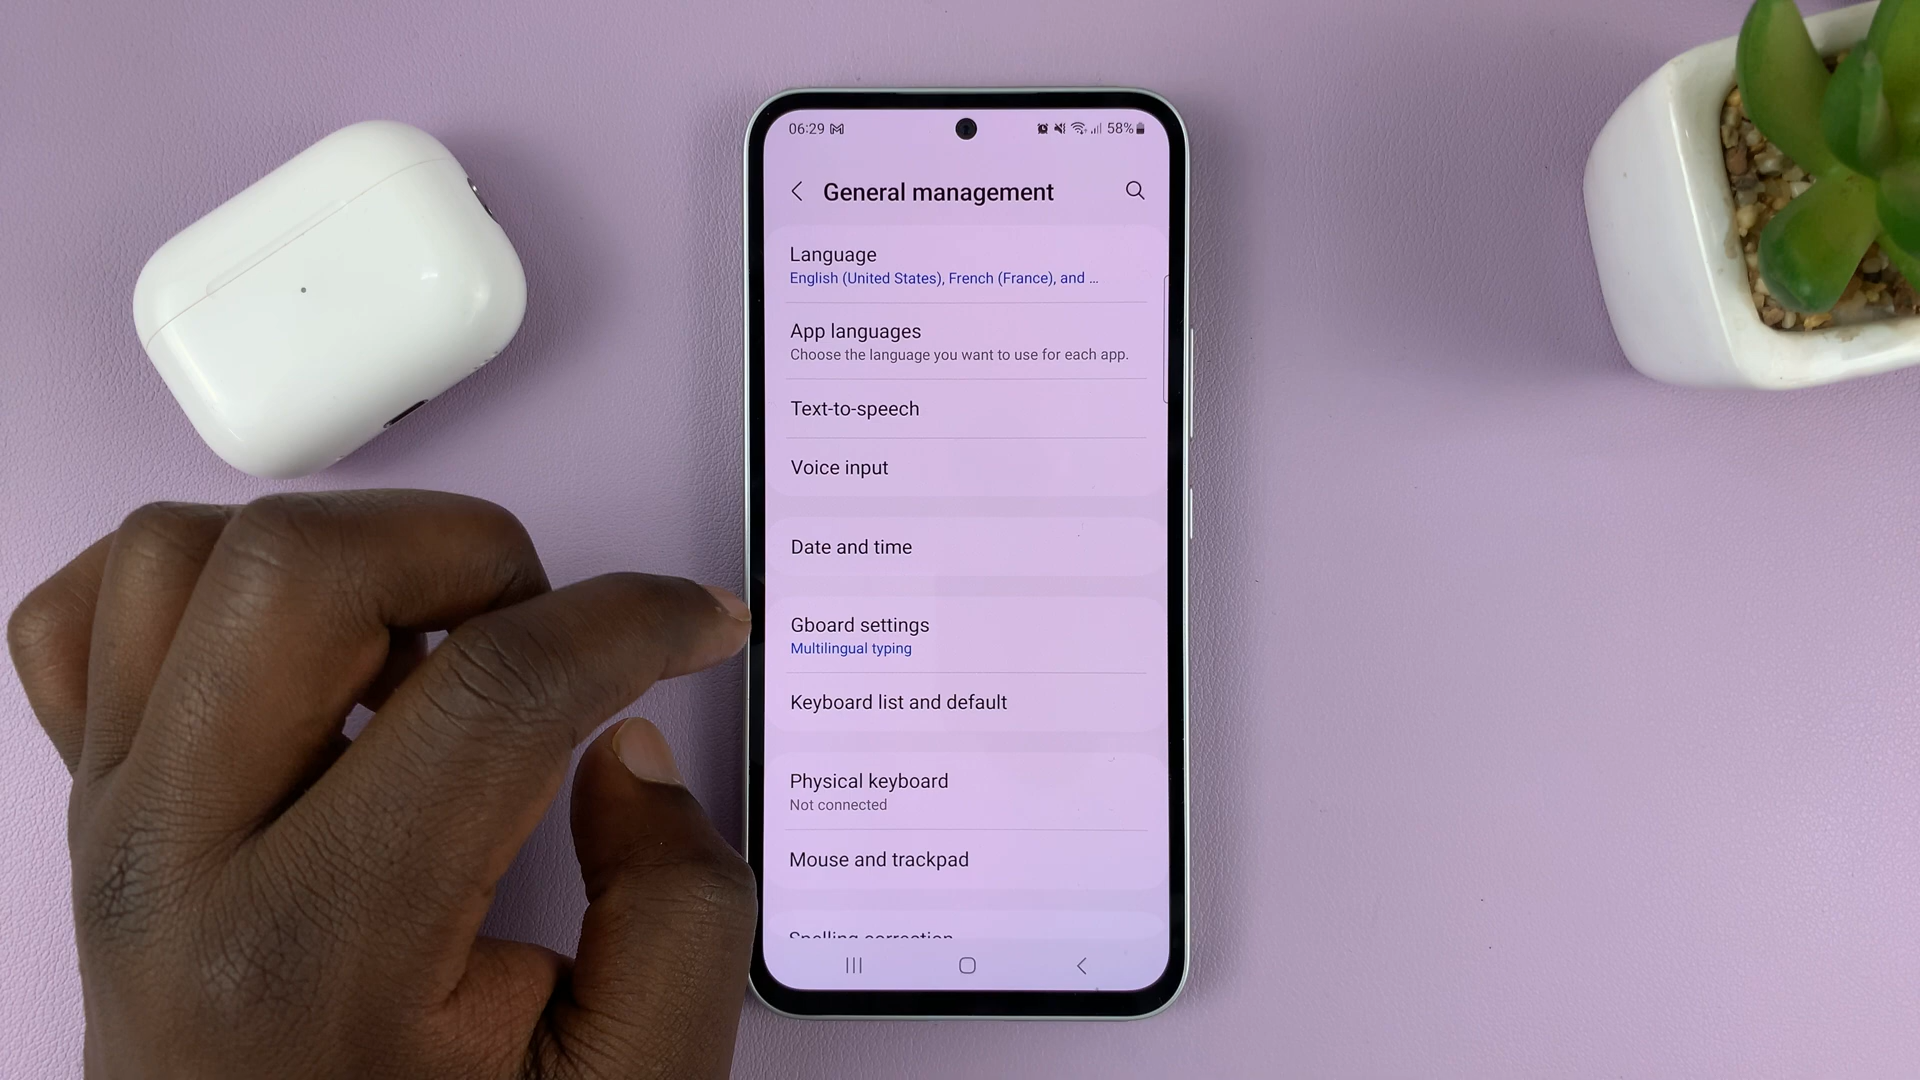 06:29
58%
General management
Language
English (United States), French (France), and ...
App languages
Choose the language you want to use for each app.
Text-to-speech
Voice input
Date and time
Gboard settings
Multilingual typing
Keyboard list and default
Physical keyboard
Not connected
Mouse and trackpad
Spelling correction